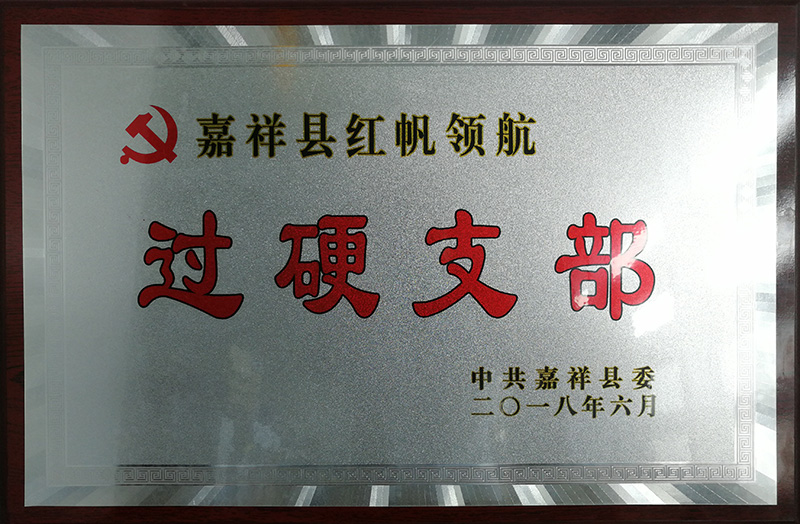 嘉祥县红帆领航
过硬支部
中共嘉祥县委
二〇一八年六月